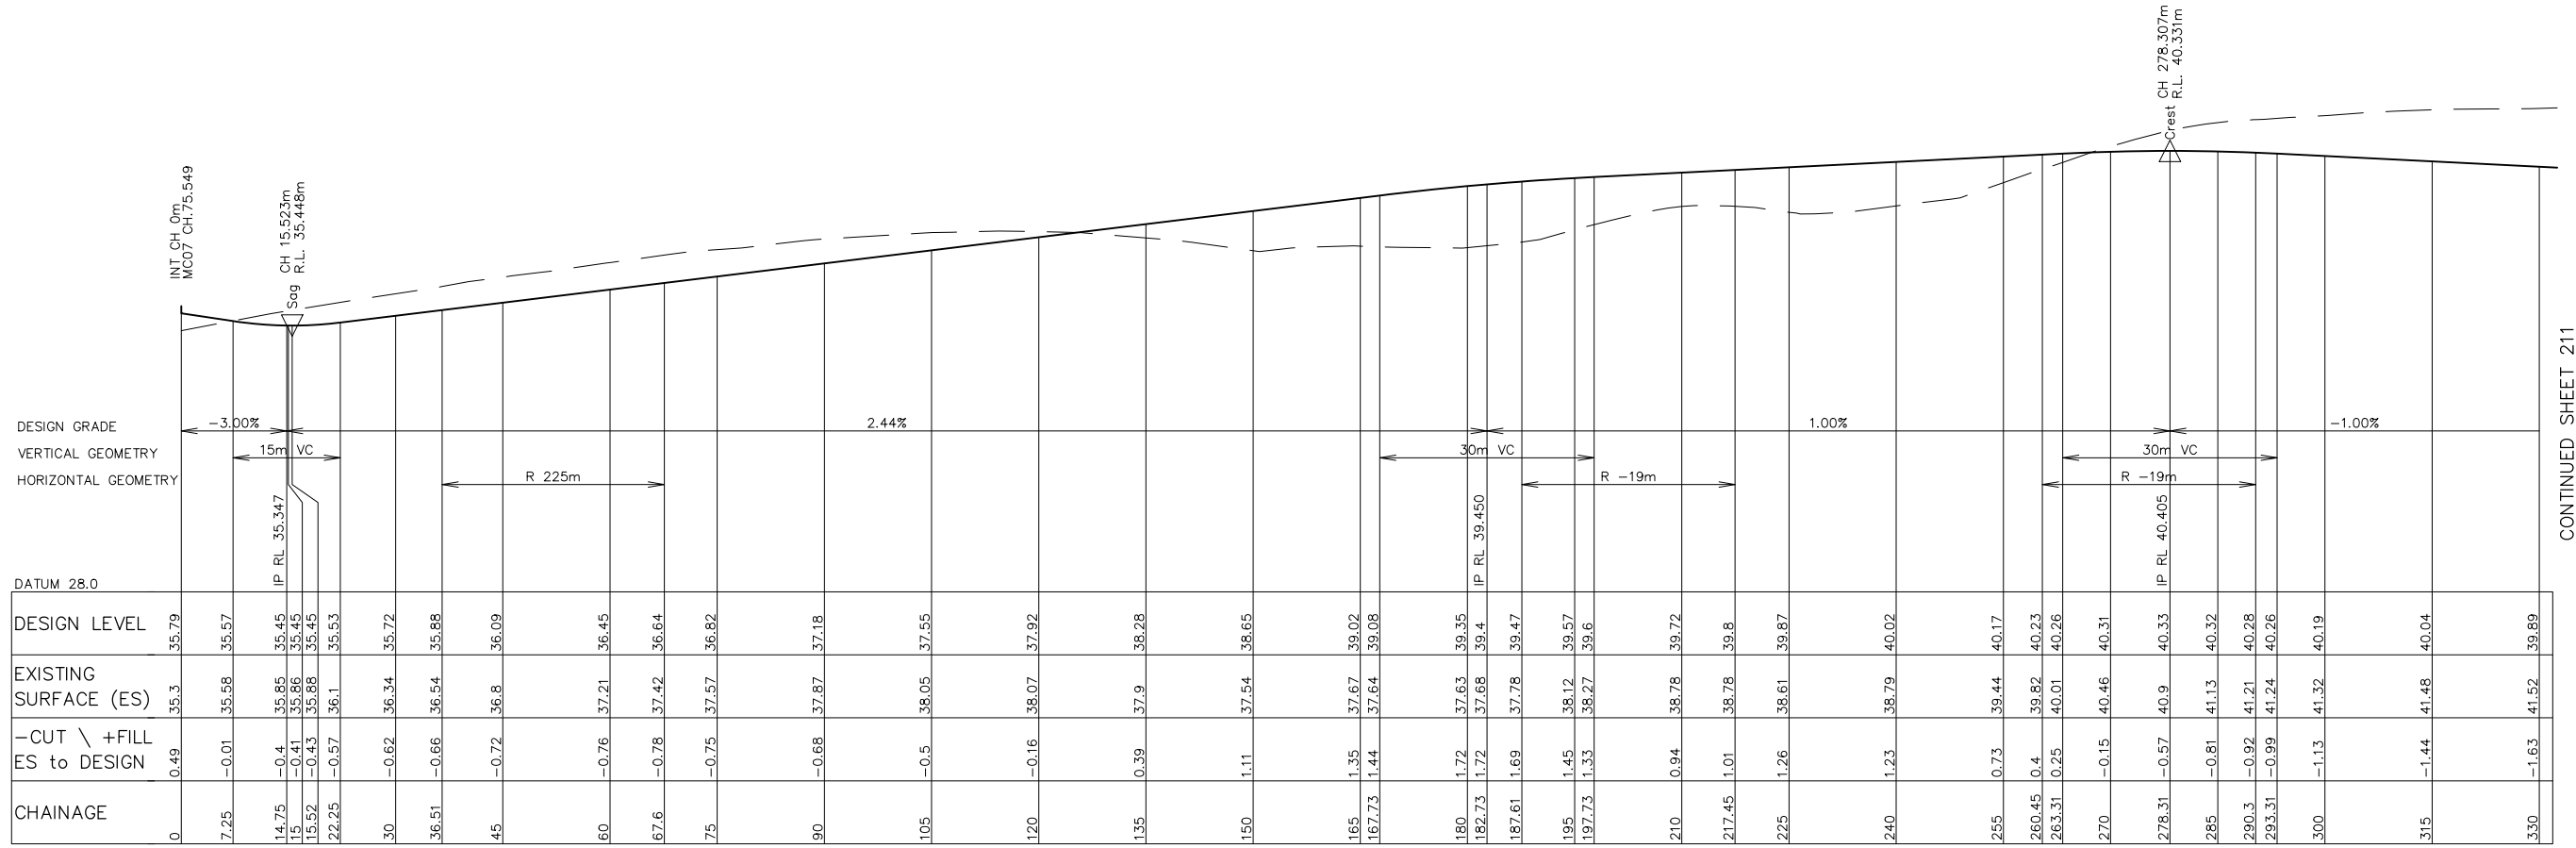 CH 278.307m
R.L. 40.331m
Crest
INT CH 0m
MC07 CH.75.549
CH 15.523m
R.L. 35.448m
Sag
CONTINUED SHEET 211
DESIGN GRADE -3.00% 2.44% 1.00% -1.00%
VERTICAL GEOMETRY 15m VC 30m VC 30m VC
HORIZONTAL GEOMETRY R 225m R -19m R -19m
IP RL 35.347
IP RL 39.450
IP RL 40.405
DATUM 28.0
DESIGN LEVEL 35.79 35.57 35.45 35.45 35.45 35.53 35.72 35.88 36.09 36.45 36.64 36.82 37.18 37.55 37.92 38.28 38.65 39.02 39.08 39.35 39.4 39.47 39.57 39.6 39.72 39.8 39.87 40.02 40.17 40.23 40.26 40.31 40.33 40.32 40.28 40.26 40.19 40.04 39.89
EXISTING
SURFACE (ES) 35.3 35.58 35.85 35.86 35.88 36.1 36.34 36.54 36.8 37.21 37.42 37.57 37.87 38.05 38.07 37.9 37.54 37.67 37.64 37.63 37.68 37.78 38.12 38.27 38.78 38.78 38.61 38.79 39.44 39.82 40.01 40.46 40.9 41.13 41.21 41.24 41.32 41.48 41.52
-CUT \ +FILL
ES to DESIGN 0.49 -0.01 -0.4 -0.41 -0.43 -0.57 -0.62 -0.66 -0.72 -0.76 -0.78 -0.75 -0.68 -0.5 -0.16 0.39 1.11 1.35 1.44 1.72 1.72 1.69 1.45 1.33 0.94 1.01 1.26 1.23 0.73 0.4 0.25 -0.15 -0.57 -0.81 -0.92 -0.99 -1.13 -1.44 -1.63
CHAINAGE 0 7.25 14.75 15 15.52 22.25 30 36.51 45 60 67.6 75 90 105 120 135 150 165 167.73 180 182.73 187.61 195 197.73 210 217.45 225 240 255 260.45 263.31 270 278.31 285 290.3 293.31 300 315 330